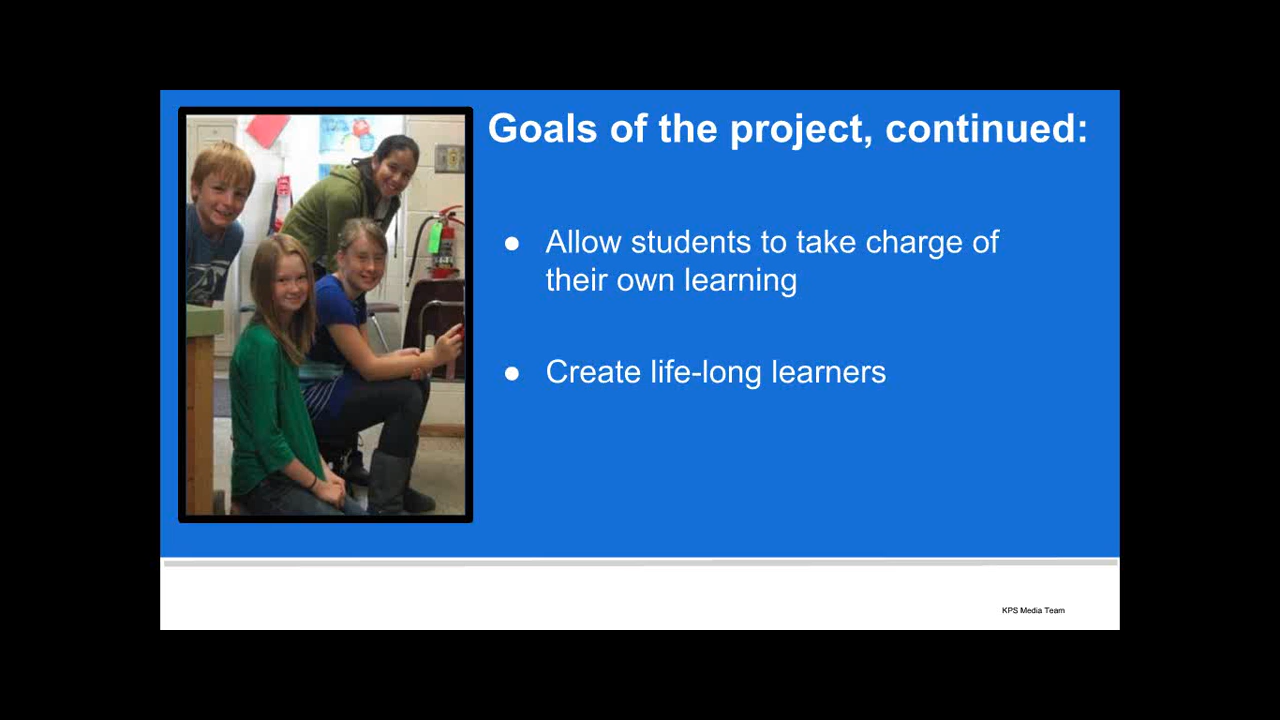 Goals of the project, continued:
● Allow students to take charge of
their own learning
● Create life-long learners
KPS Media Team